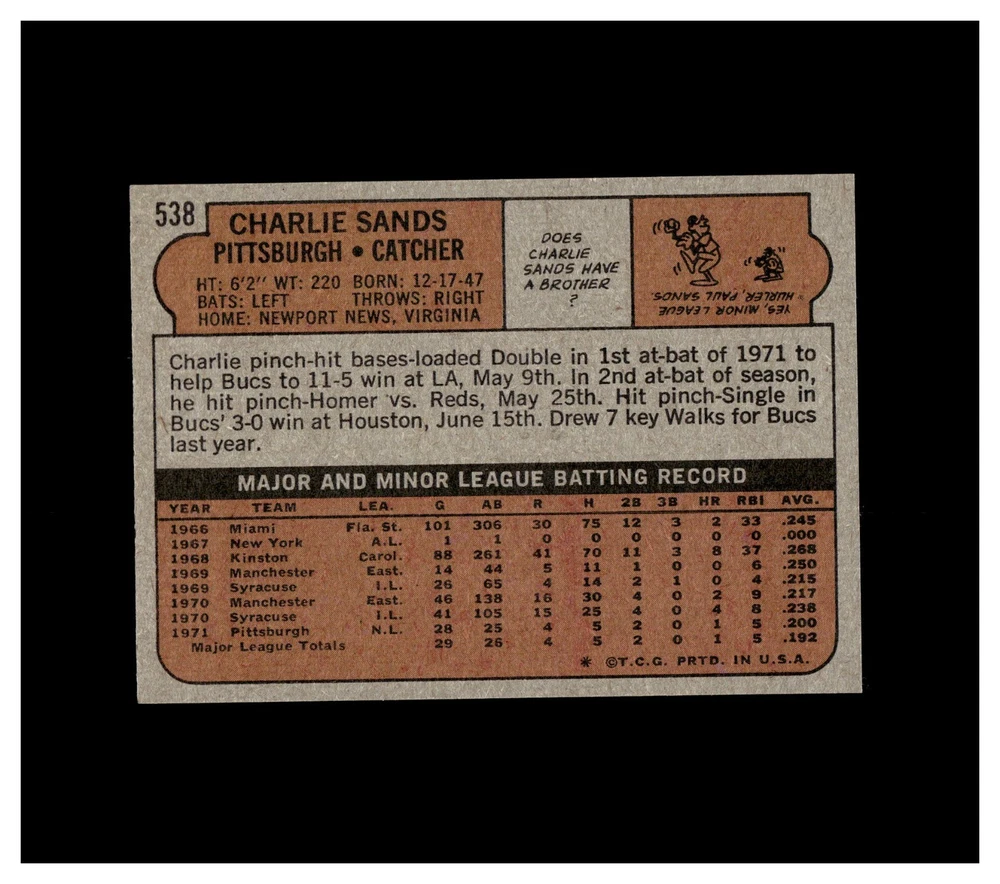 538
CHARLIE SANDS
PITTSBURGH • CATCHER
HT: 6'2" WT: 220 BORN: 12-17-47
BATS: LEFT THROWS: RIGHT
HOME: NEWPORT NEWS, VIRGINIA
DOES
CHARLIE
SANDS HAVE
A BROTHER
?
YES, MINOR LEAGUE
HURLER, PAUL SANDS.
Charlie pinch-hit bases-loaded Double in 1st at-bat of 1971 to
help Bucs to 11-5 win at LA, May 9th. In 2nd at-bat of season,
he hit pinch-Homer vs. Reds, May 25th. Hit pinch-Single in
Bucs' 3-0 win at Houston, June 15th. Drew 7 key Walks for Bucs
last year.
MAJOR AND MINOR LEAGUE BATTING RECORD
YEAR TEAM LEA. G AB R H 2B 3B HR RBI AVG.
1966 Miami Fla. St. 101 306 30 75 12 3 2 33 .245
1967 New York A.L. 1 1 0 0 0 0 0 0 .000
1968 Kinston Carol. 88 261 41 70 11 3 8 37 .268
1969 Manchester East. 14 44 5 11 1 0 0 6 .250
1969 Syracuse I.L. 26 65 4 14 2 1 0 4 .215
1970 Manchester East. 46 138 16 30 4 0 2 9 .217
1970 Syracuse I.L. 41 105 15 25 4 0 4 8 .238
1971 Pittsburgh N.L. 28 25 4 5 2 0 1 5 .200
Major League Totals 29 26 4 5 2 0 1 5 .192
* ©T.C.G. PRTD. IN U.S.A.